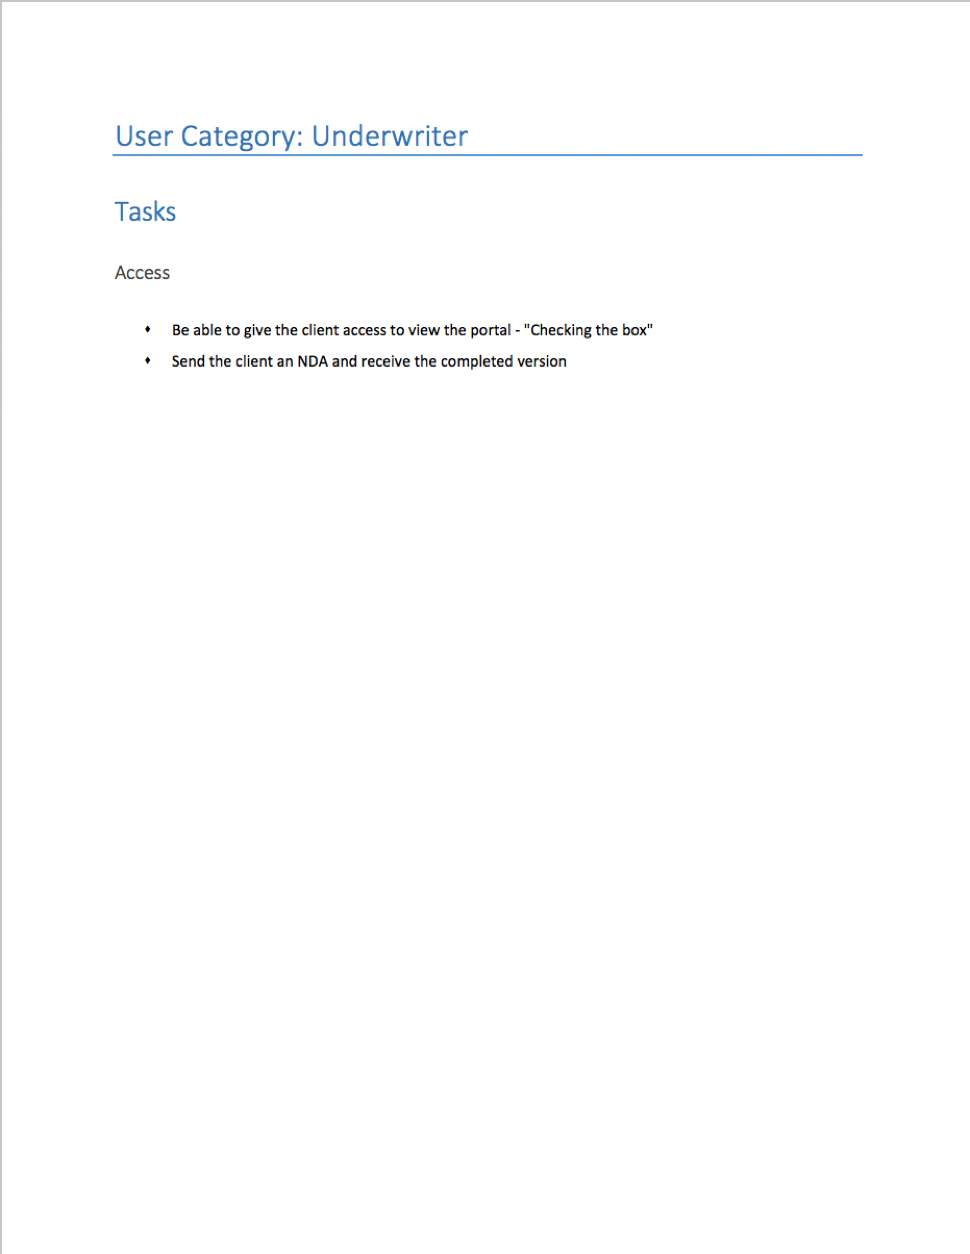 User Category: Underwriter
Tasks
Access
⬧ Be able to give the client access to view the portal - "Checking the box"
⬧ Send the client an NDA and receive the completed version